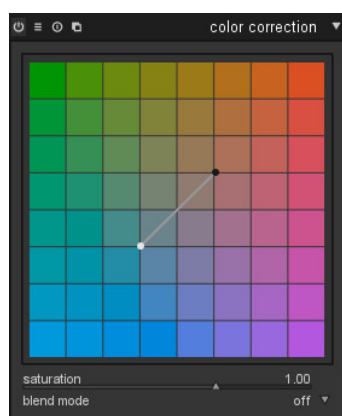 color correction
saturation 1.00
blend mode off